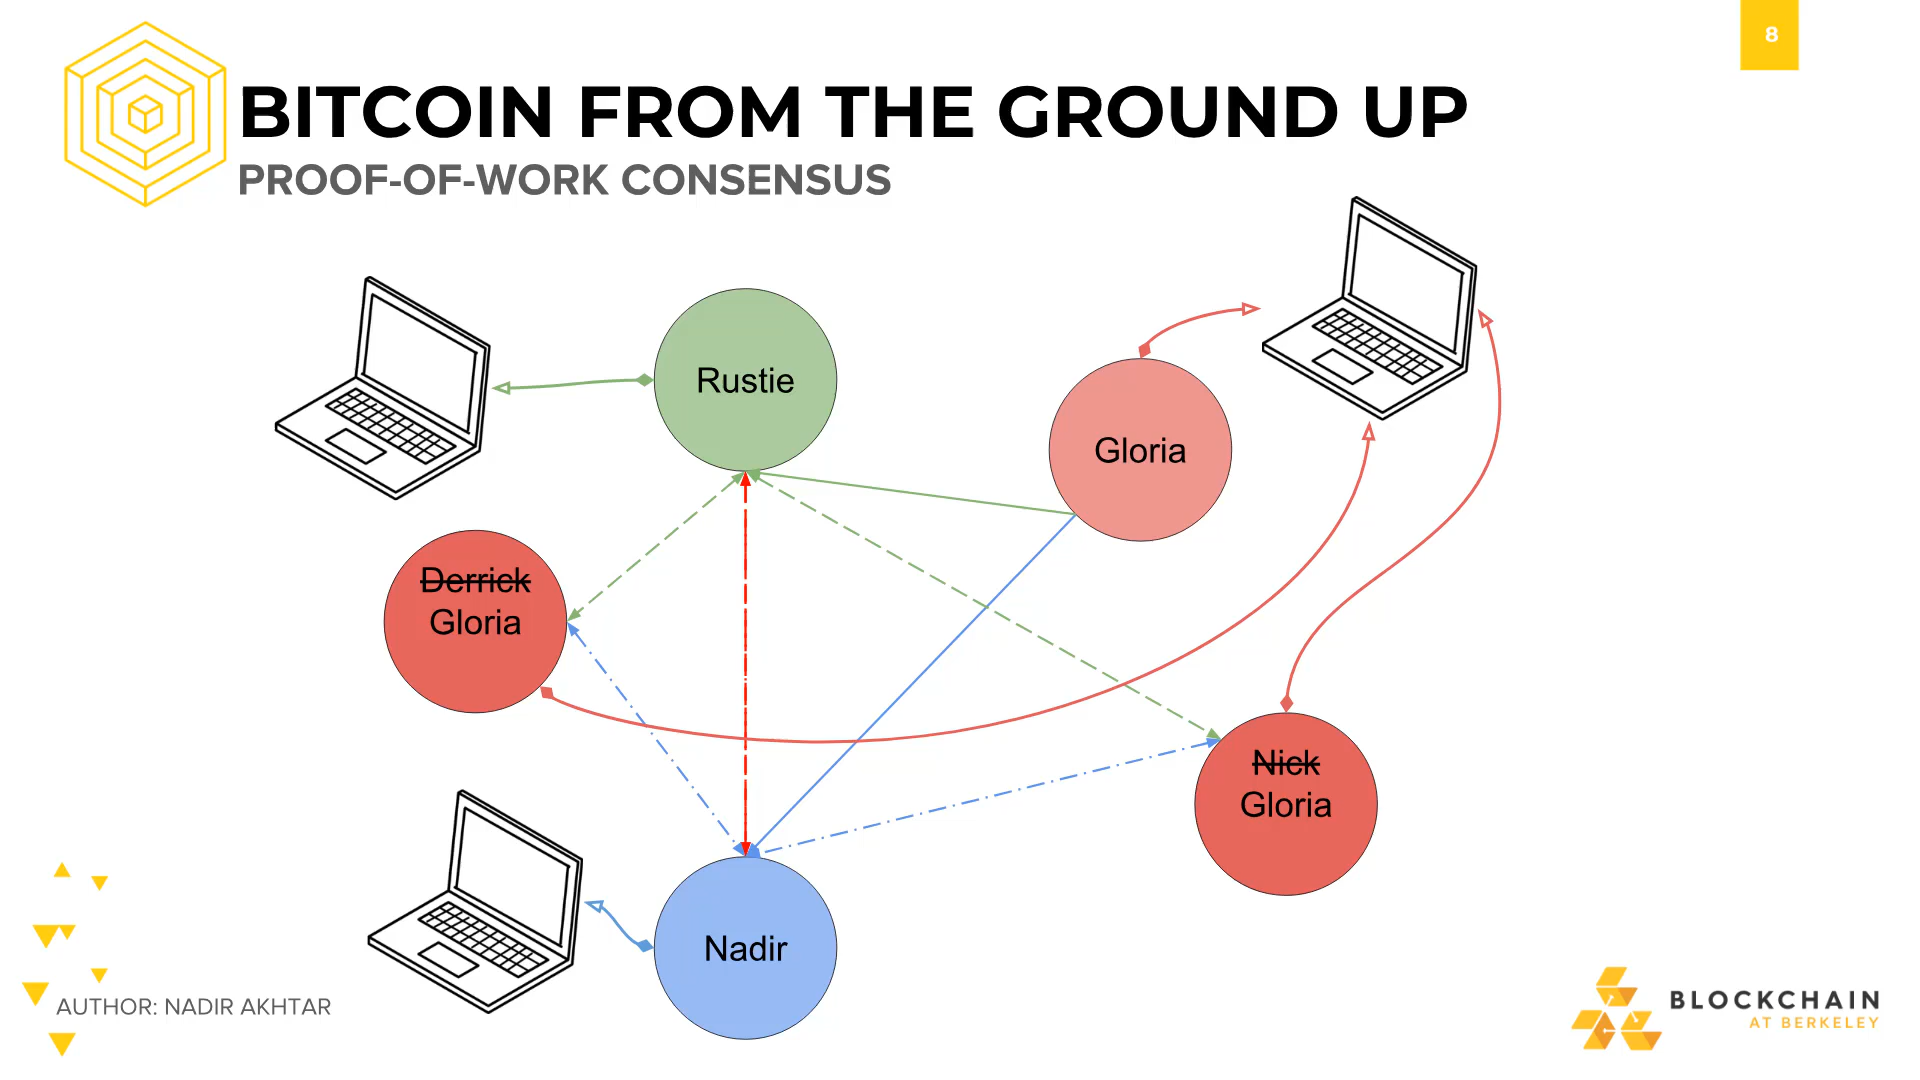 8
BITCOIN FROM THE GROUND UP
PROOF-OF-WORK CONSENSUS
Rustie
Gloria
Derrick
Gloria
Nick
Gloria
Nadir
AUTHOR: NADIR AKHTAR
BLOCKCHAIN
AT BERKELEY